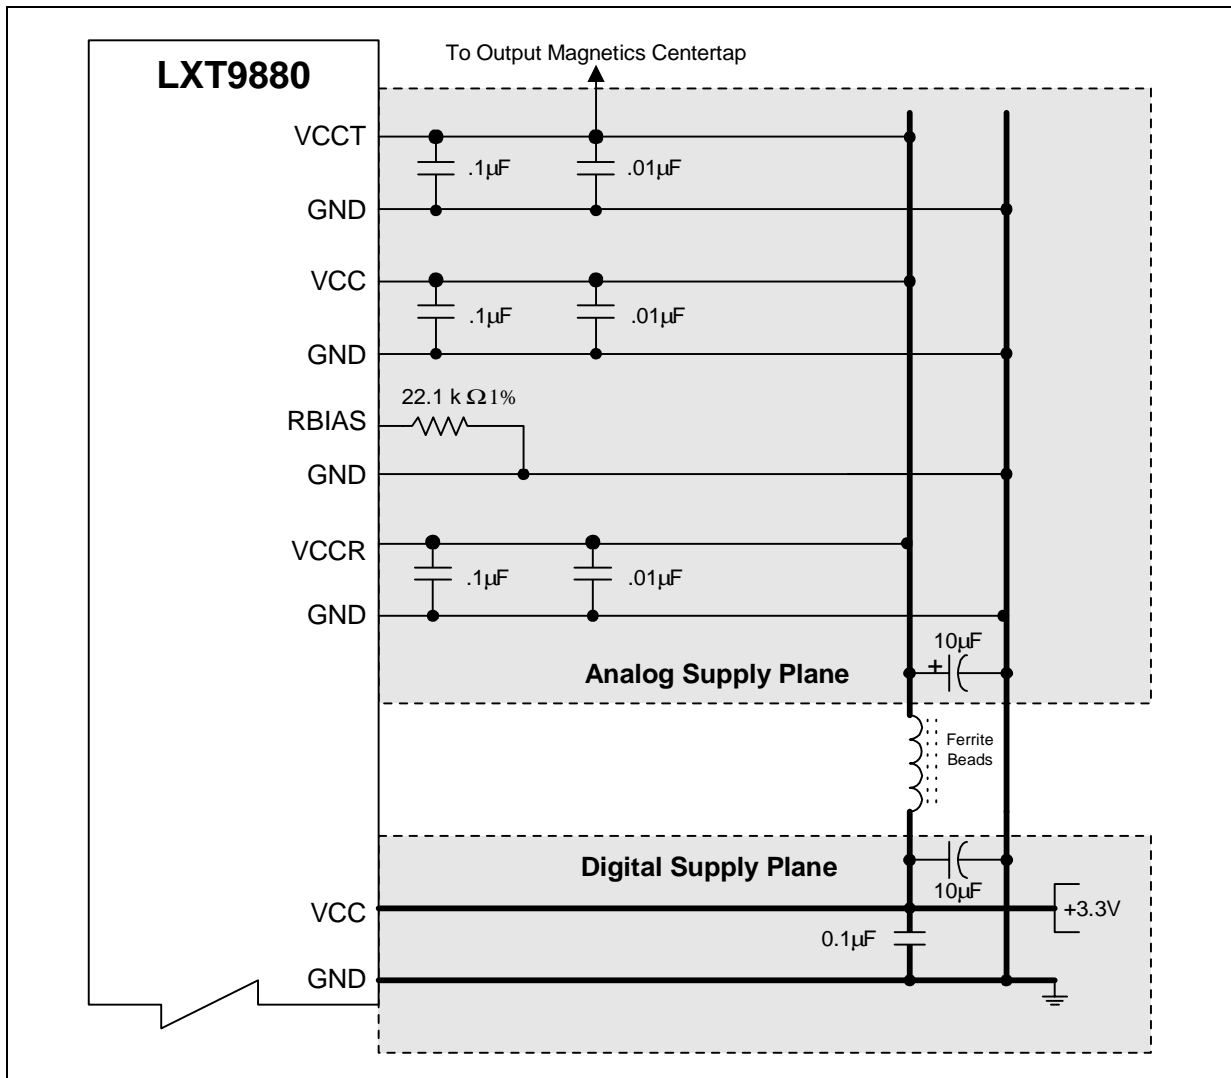 To Output Magnetics Centertap
LXT9880
VCCT
.1μF
.01μF
GND
VCC
.1μF
.01μF
GND
22.1 k Ω 1%
RBIAS
GND
VCCR
.1μF
.01μF
GND
10μF
+
Analog Supply Plane
Ferrite
Beads
Digital Supply Plane
10μF
VCC
+3.3V
0.1μF
GND